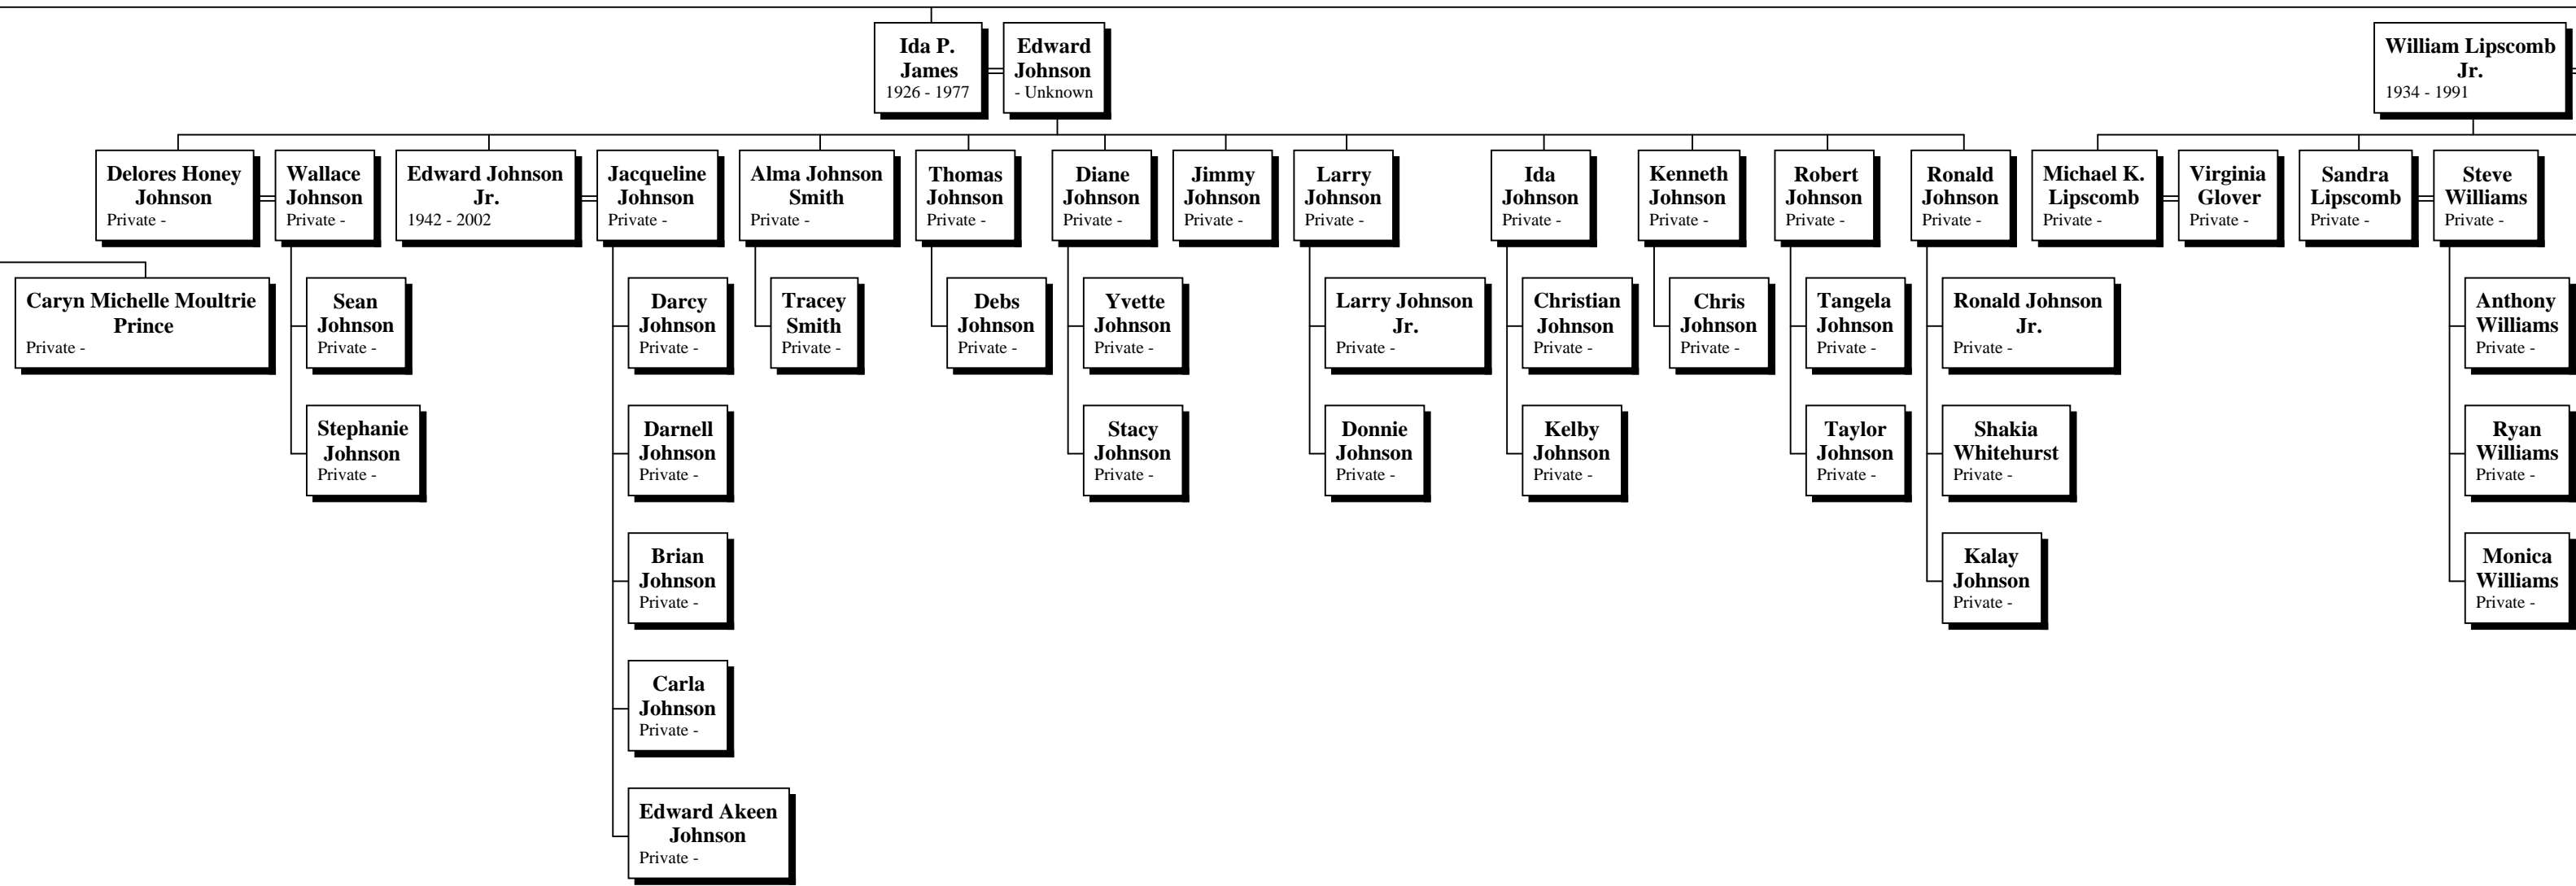 Ida P.
James
1926 - 1977
Edward
Johnson
- Unknown
William Lipscomb
Jr.
1934 - 1991
Delores Honey
Johnson
Private -
Wallace
Johnson
Private -
Edward Johnson
Jr.
1942 - 2002
Jacqueline
Johnson
Private -
Alma Johnson
Smith
Private -
Thomas
Johnson
Private -
Diane
Johnson
Private -
Jimmy
Johnson
Private -
Larry
Johnson
Private -
Ida
Johnson
Private -
Kenneth
Johnson
Private -
Robert
Johnson
Private -
Ronald
Johnson
Private -
Michael K.
Lipscomb
Private -
Virginia
Glover
Private -
Sandra
Lipscomb
Private -
Steve
Williams
Private -
Caryn Michelle Moultrie
Prince
Private -
Sean
Johnson
Private -
Darcy
Johnson
Private -
Tracey
Smith
Private -
Debs
Johnson
Private -
Yvette
Johnson
Private -
Larry Johnson
Jr.
Private -
Christian
Johnson
Private -
Chris
Johnson
Private -
Tangela
Johnson
Private -
Ronald Johnson
Jr.
Private -
Anthony
Williams
Private -
Stephanie
Johnson
Private -
Darnell
Johnson
Private -
Stacy
Johnson
Private -
Donnie
Johnson
Private -
Kelby
Johnson
Private -
Taylor
Johnson
Private -
Shakia
Whitehurst
Private -
Ryan
Williams
Private -
Brian
Johnson
Private -
Kalay
Johnson
Private -
Monica
Williams
Private -
Carla
Johnson
Private -
Edward Akeen
Johnson
Private -